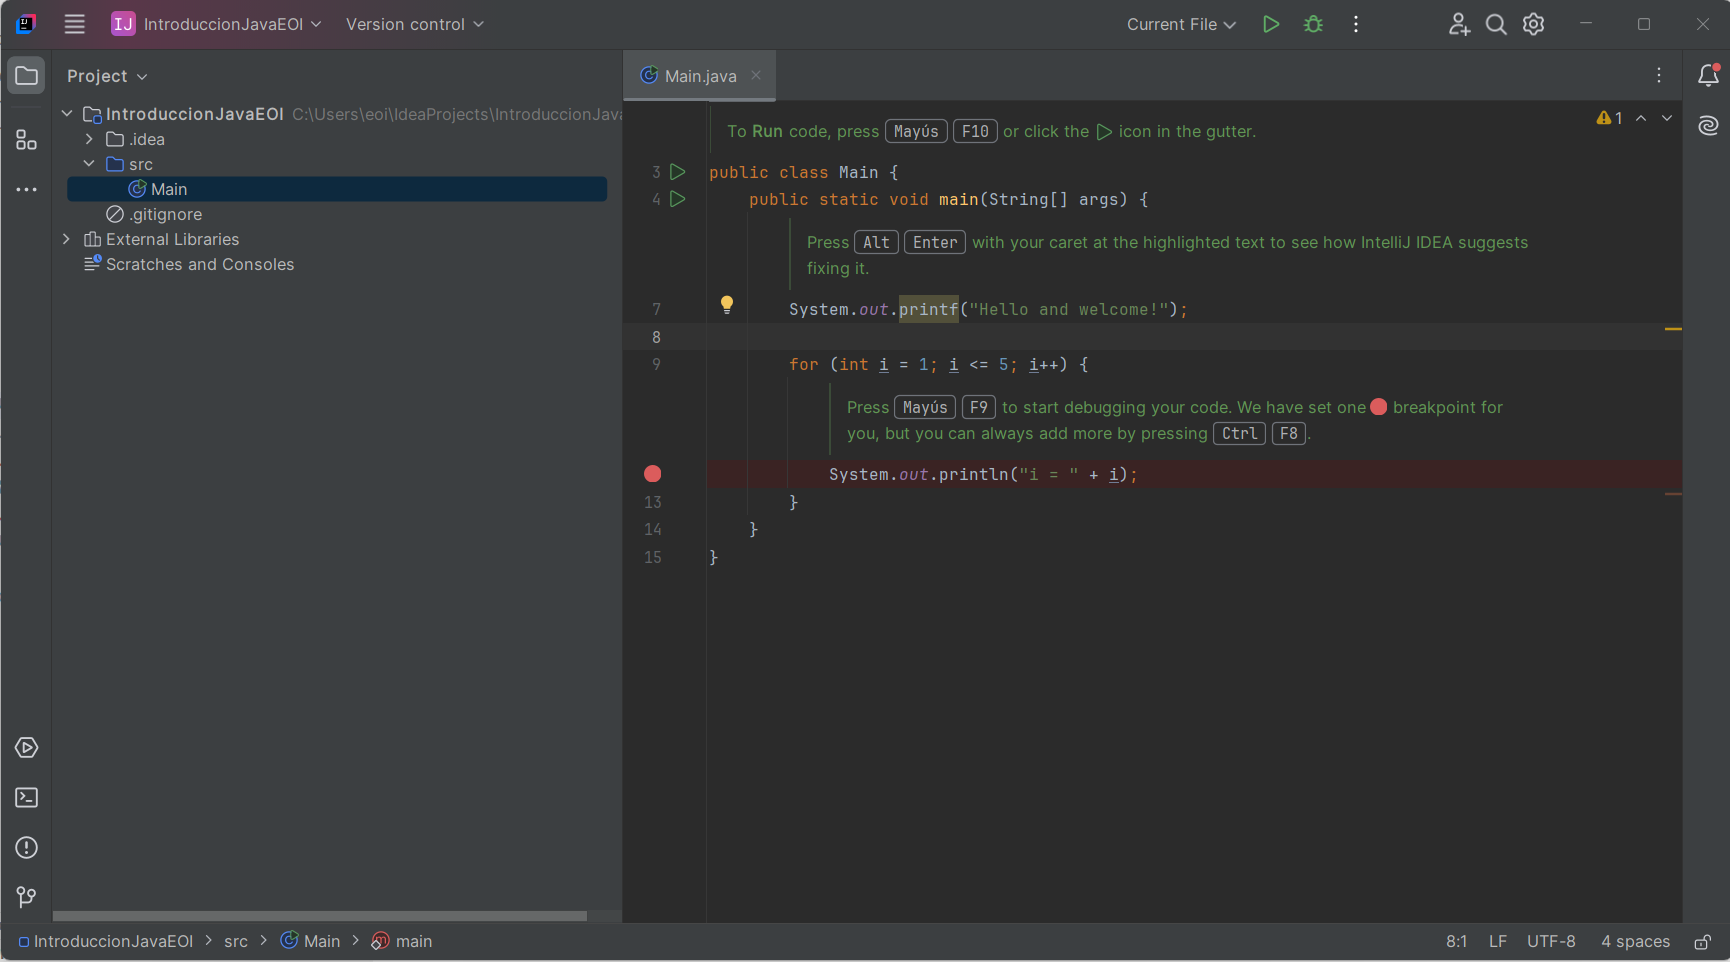 IJ IntroduccionJavaEOI Version control Current File
Project
Main.java
IntroduccionJavaEOI C:\Users\eoi\IdeaProjects\IntroduccionJava
.idea
src
Main
.gitignore
External Libraries
Scratches and Consoles
To Run code, press Mayús F10 or click the icon in the gutter.
1
3 public class Main {
4 public static void main(String[] args) {
Press Alt Enter with your caret at the highlighted text to see how IntelliJ IDEA suggests
fixing it.
7 System.out.printf("Hello and welcome!");
8
9 for (int i = 1; i <= 5; i++) {
Press Mayús F9 to start debugging your code. We have set one breakpoint for
you, but you can always add more by pressing Ctrl F8.
System.out.println("i = " + i);
13 }
14 }
15 }
IntroduccionJavaEOI > src > Main > main
8:1 LF UTF-8 4 spaces